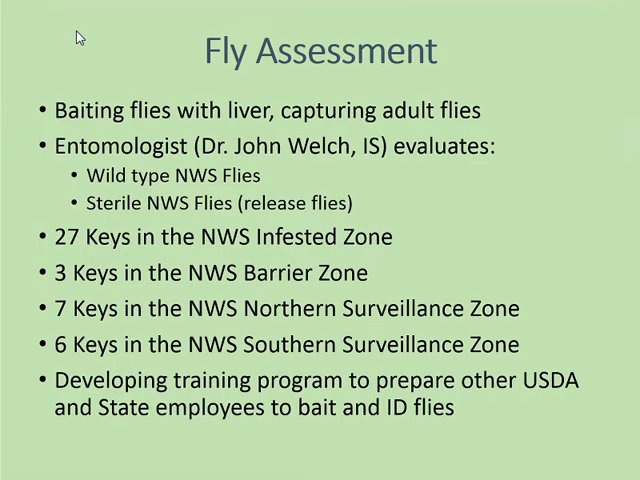 Fly Assessment
• Baiting flies with liver, capturing adult flies
• Entomologist (Dr. John Welch, IS) evaluates:
• Wild type NWS Flies
• Sterile NWS Flies (release flies)
• 27 Keys in the NWS Infested Zone
• 3 Keys in the NWS Barrier Zone
• 7 Keys in the NWS Northern Surveillance Zone
• 6 Keys in the NWS Southern Surveillance Zone
• Developing training program to prepare other USDA
and State employees to bait and ID flies